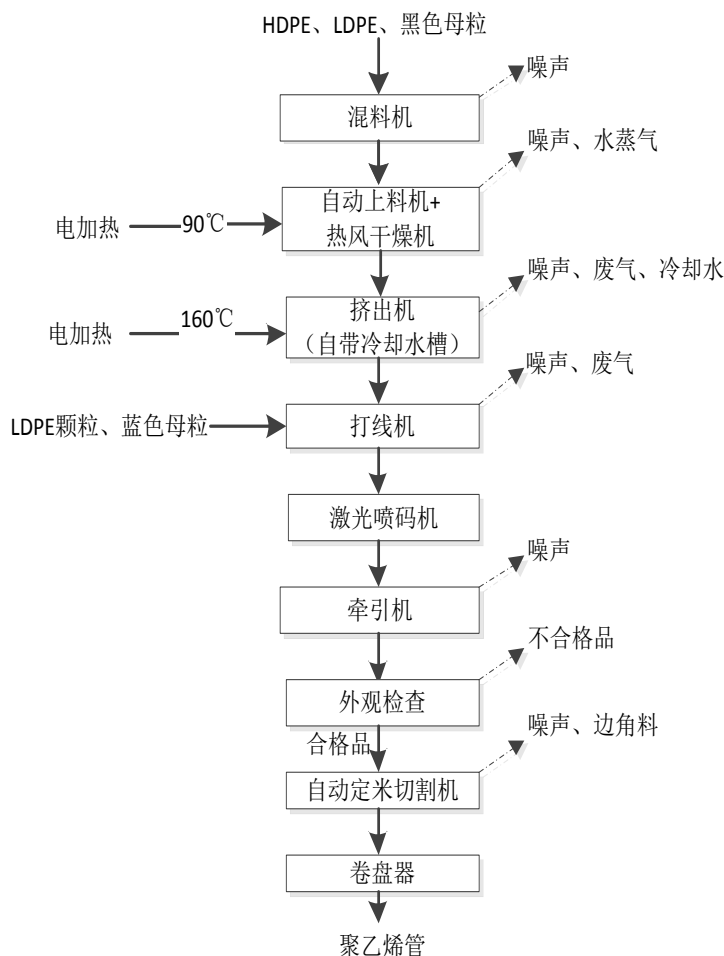 HDPE、LDPE、黑色母粒
噪声
混料机
噪声、水蒸气
自动上料机+
热风干燥机
电加热
90℃
噪声、废气、冷却水
挤出机
（自带冷却水槽）
电加热
160℃
噪声、废气
LDPE颗粒、蓝色母粒
打线机
激光喷码机
噪声
牵引机
不合格品
外观检查
合格品
噪声、边角料
自动定米切割机
卷盘器
聚乙烯管